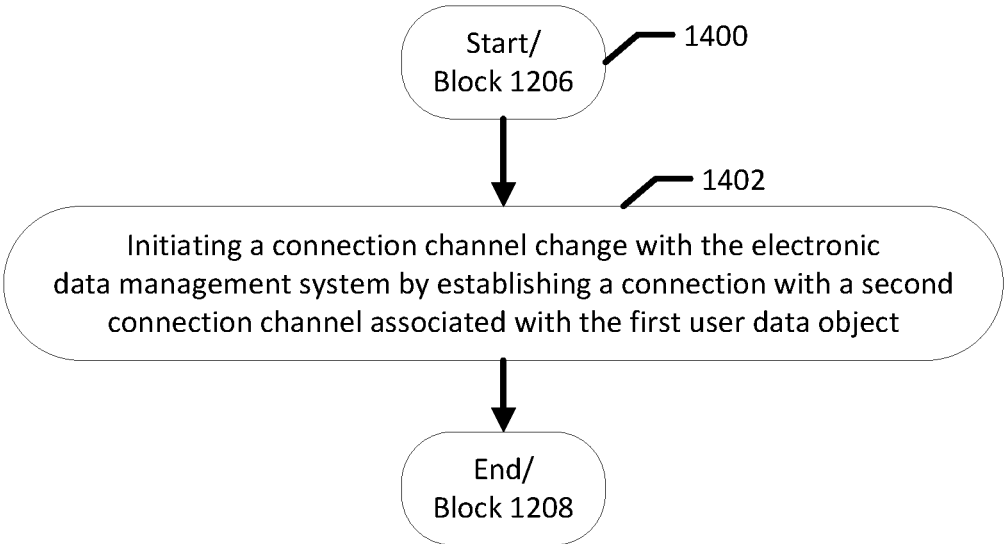 Start/
Block 1206
1400
1402
Initiating a connection channel change with the electronic
data management system by establishing a connection with a second
connection channel associated with the first user data object
End/
Block 1208